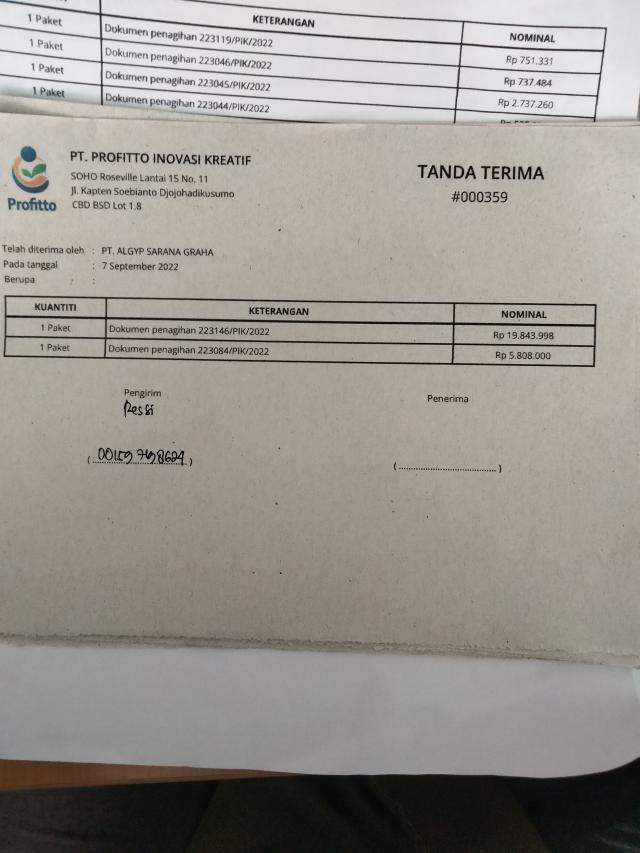 KETERANGAN NOMINAL
1 Paket Dokumen penagihan 223119/PIK/2022 Rp 751.331
1 Paket Dokumen penagihan 223046/PIK/2022 Rp 737.484
1 Paket Dokumen penagihan 223045/PIK/2022 Rp 2.737.260
1 Paket Dokumen penagihan 223044/PIK/2022
Profitto
PT. PROFITTO INOVASI KREATIF
SOHO Roseville Lantai 15 No. 11
Jl. Kapten Soebianto Djojohadikusumo
CBD BSD Lot 1.8
TANDA TERIMA
#000359
Telah diterima oleh : PT. ALGYP SARANA GRAHA
Pada tanggal : 7 September 2022
Berupa :
KUANTITI KETERANGAN NOMINAL
1 Paket Dokumen penagihan 223146/PIK/2022 Rp 19.843.998
1 Paket Dokumen penagihan 223084/PIK/2022 Rp 5.808.000
Pengirim Penerima
Ressi
(..............................)